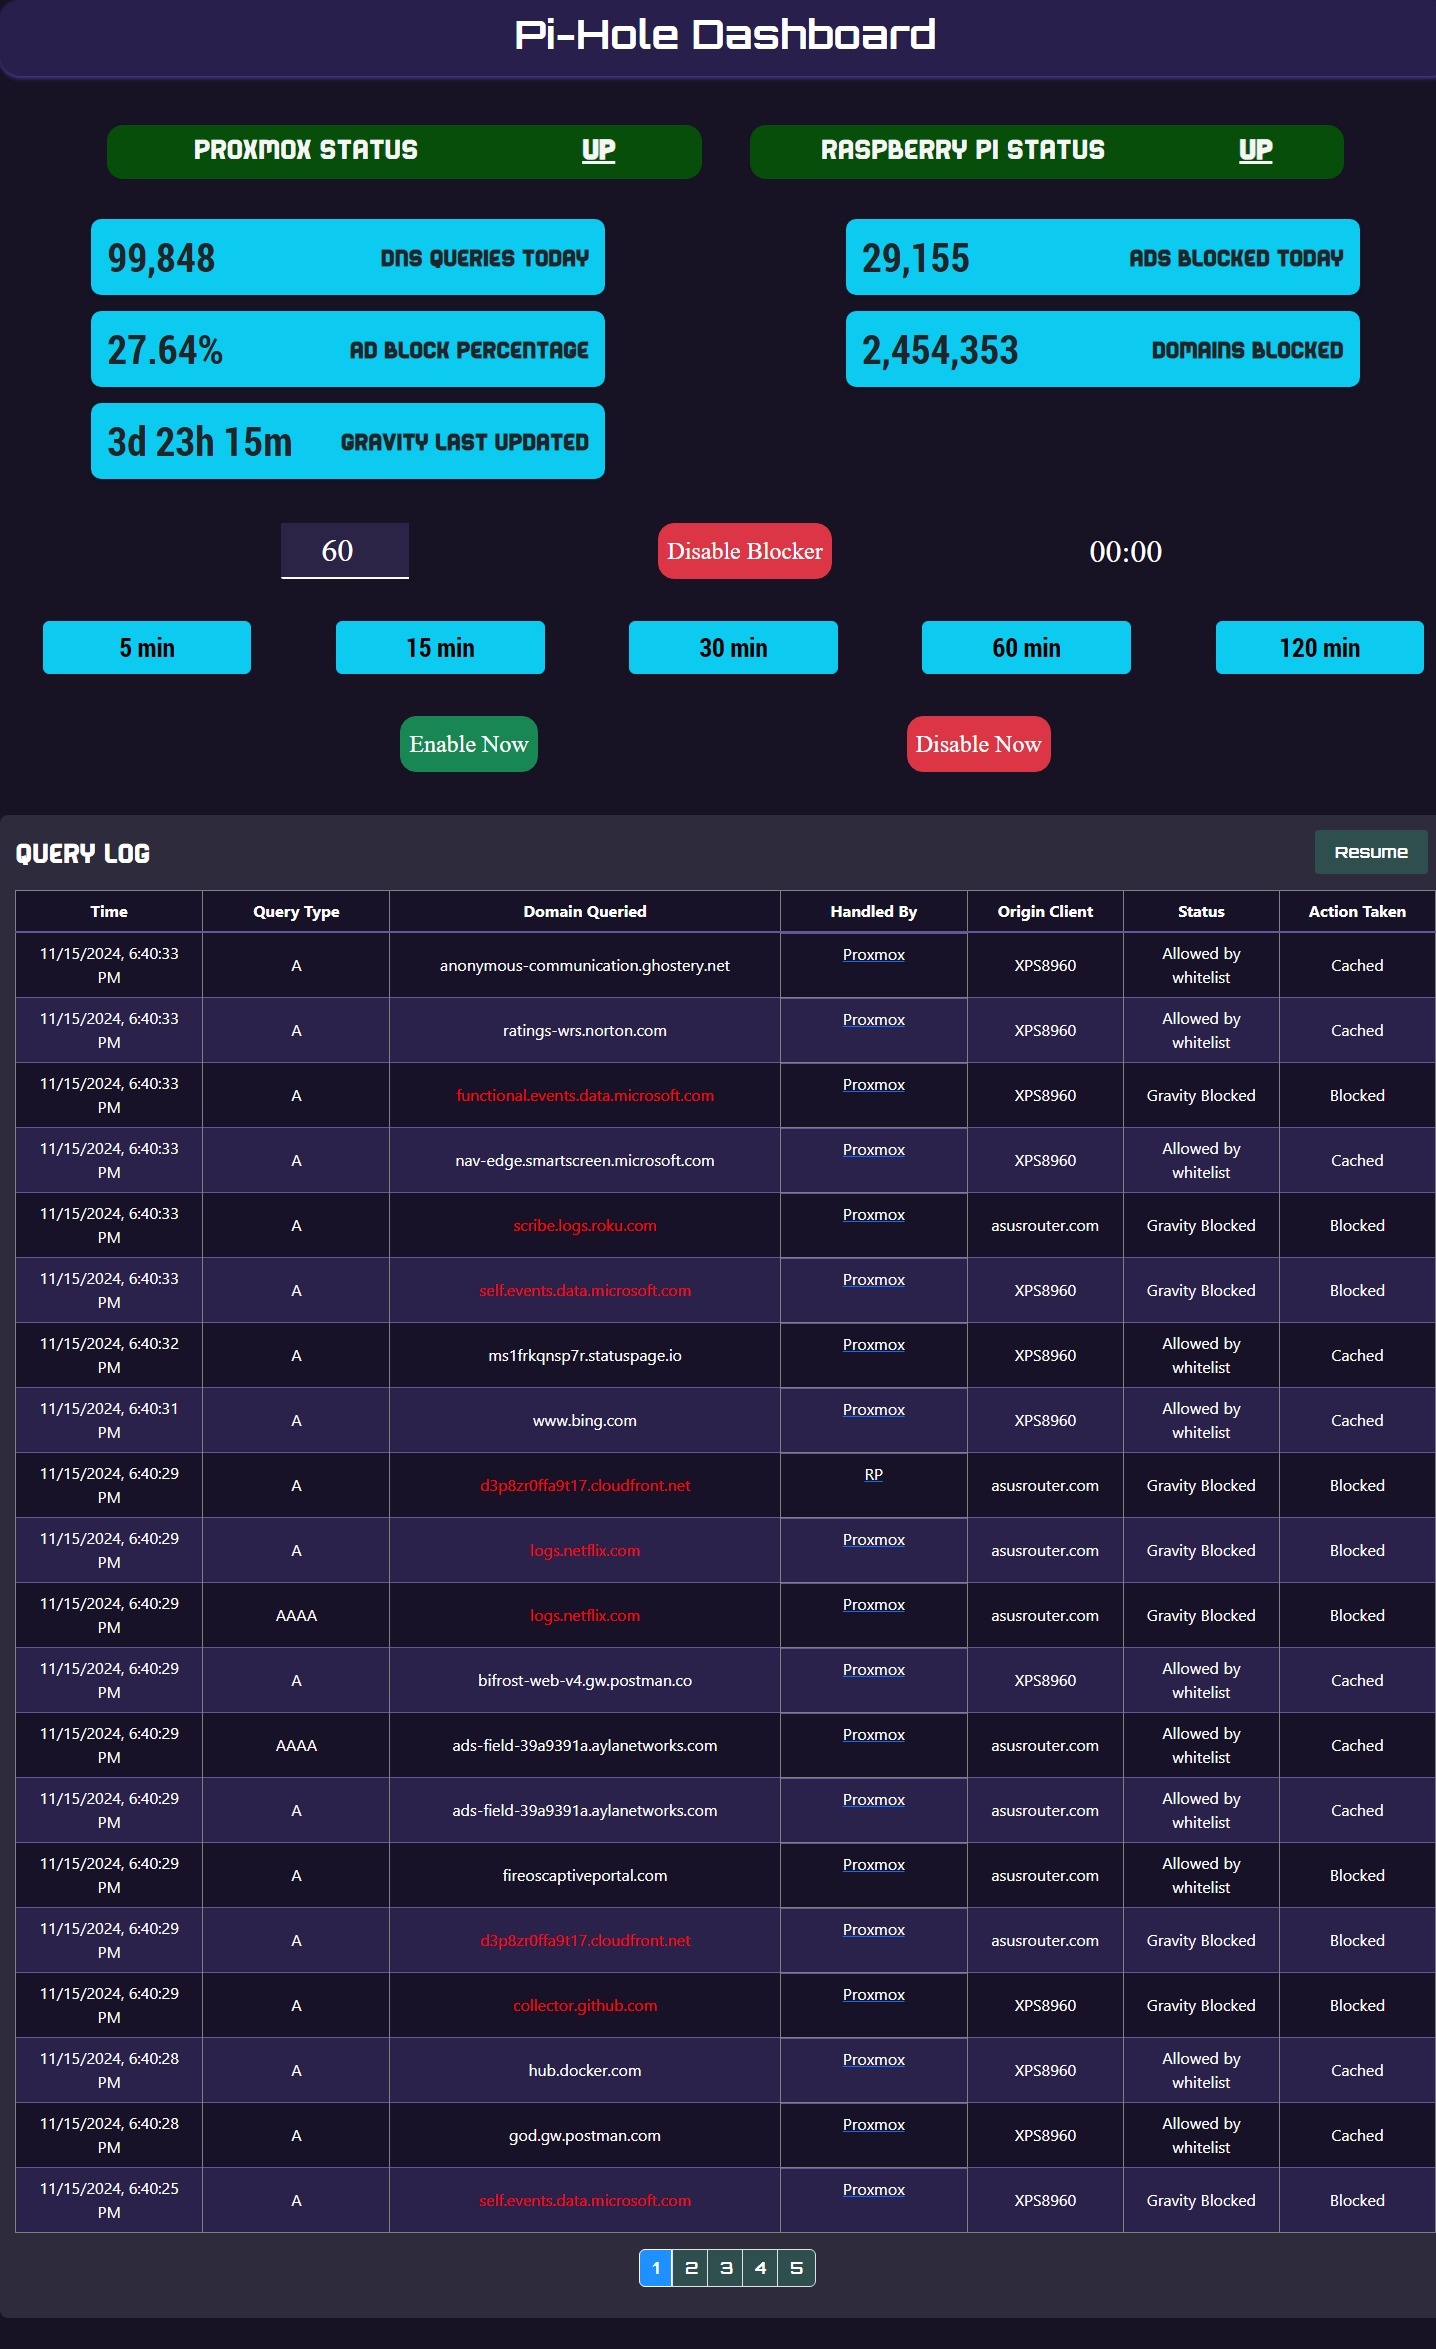 Pi-Hole Dashboard
PROXMOX STATUS UP RASPBERRY PI STATUS UP
99,848 DNS QUERIES TODAY 29,155 ADS BLOCKED TODAY
27.64% AD BLOCK PERCENTAGE 2,454,353 DOMAINS BLOCKED
3d 23h 15m GRAVITY LAST UPDATED
60 Disable Blocker 00:00
5 min 15 min 30 min 60 min 120 min
Enable Now Disable Now
QUERY LOG Resume
Time Query Type Domain Queried Handled By Origin Client Status Action Taken
11/15/2024, 6:40:33 PM A anonymous-communication.ghostery.net Proxmox XPS8960 Allowed by whitelist Cached
11/15/2024, 6:40:33 PM A ratings-wrs.norton.com Proxmox XPS8960 Allowed by whitelist Cached
11/15/2024, 6:40:33 PM A functional.events.data.microsoft.com Proxmox XPS8960 Gravity Blocked Blocked
11/15/2024, 6:40:33 PM A nav-edge.smartscreen.microsoft.com Proxmox XPS8960 Allowed by whitelist Cached
11/15/2024, 6:40:33 PM A scribe.logs.roku.com Proxmox asusrouter.com Gravity Blocked Blocked
11/15/2024, 6:40:33 PM A self.events.data.microsoft.com Proxmox XPS8960 Gravity Blocked Blocked
11/15/2024, 6:40:32 PM A ms1frkqnsp7r.statuspage.io Proxmox XPS8960 Allowed by whitelist Cached
11/15/2024, 6:40:31 PM A www.bing.com Proxmox XPS8960 Allowed by whitelist Cached
11/15/2024, 6:40:29 PM A d3p8zr0ffa9t17.cloudfront.net RP asusrouter.com Gravity Blocked Blocked
11/15/2024, 6:40:29 PM A logs.netflix.com Proxmox asusrouter.com Gravity Blocked Blocked
11/15/2024, 6:40:29 PM AAAA logs.netflix.com Proxmox asusrouter.com Gravity Blocked Blocked
11/15/2024, 6:40:29 PM A bifrost-web-v4.gw.postman.co Proxmox XPS8960 Allowed by whitelist Cached
11/15/2024, 6:40:29 PM AAAA ads-field-39a9391a.aylanetworks.com Proxmox asusrouter.com Allowed by whitelist Cached
11/15/2024, 6:40:29 PM A ads-field-39a9391a.aylanetworks.com Proxmox asusrouter.com Allowed by whitelist Cached
11/15/2024, 6:40:29 PM A fireoscaptiveportal.com Proxmox asusrouter.com Allowed by whitelist Blocked
11/15/2024, 6:40:29 PM A d3p8zr0ffa9t17.cloudfront.net Proxmox asusrouter.com Gravity Blocked Blocked
11/15/2024, 6:40:29 PM A collector.github.com Proxmox XPS8960 Gravity Blocked Blocked
11/15/2024, 6:40:28 PM A hub.docker.com Proxmox XPS8960 Allowed by whitelist Cached
11/15/2024, 6:40:28 PM A god.gw.postman.com Proxmox XPS8960 Allowed by whitelist Cached
11/15/2024, 6:40:25 PM A self.events.data.microsoft.com Proxmox XPS8960 Gravity Blocked Blocked
1 2 3 4 5